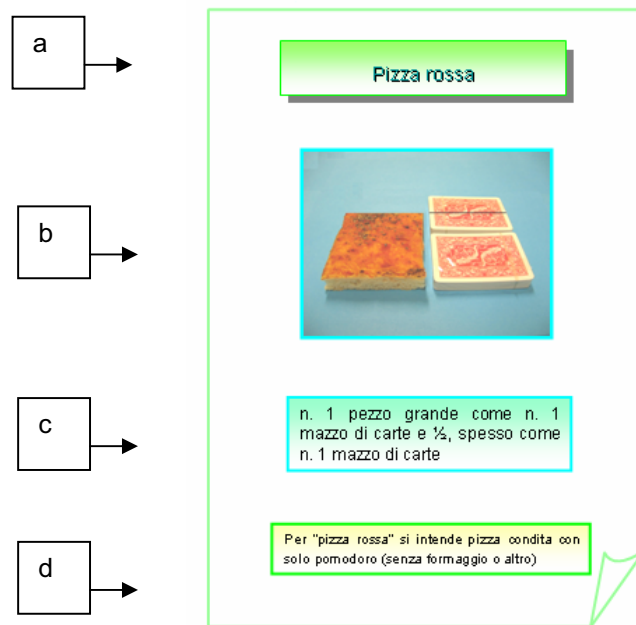 a
Pizza rossa
b
c
n. 1 pezzo grande come n. 1
mazzo di carte e ½, spesso come
n. 1 mazzo di carte
d
Per "pizza rossa" si intende pizza condita con
solo pomodoro (senza formaggio o altro)